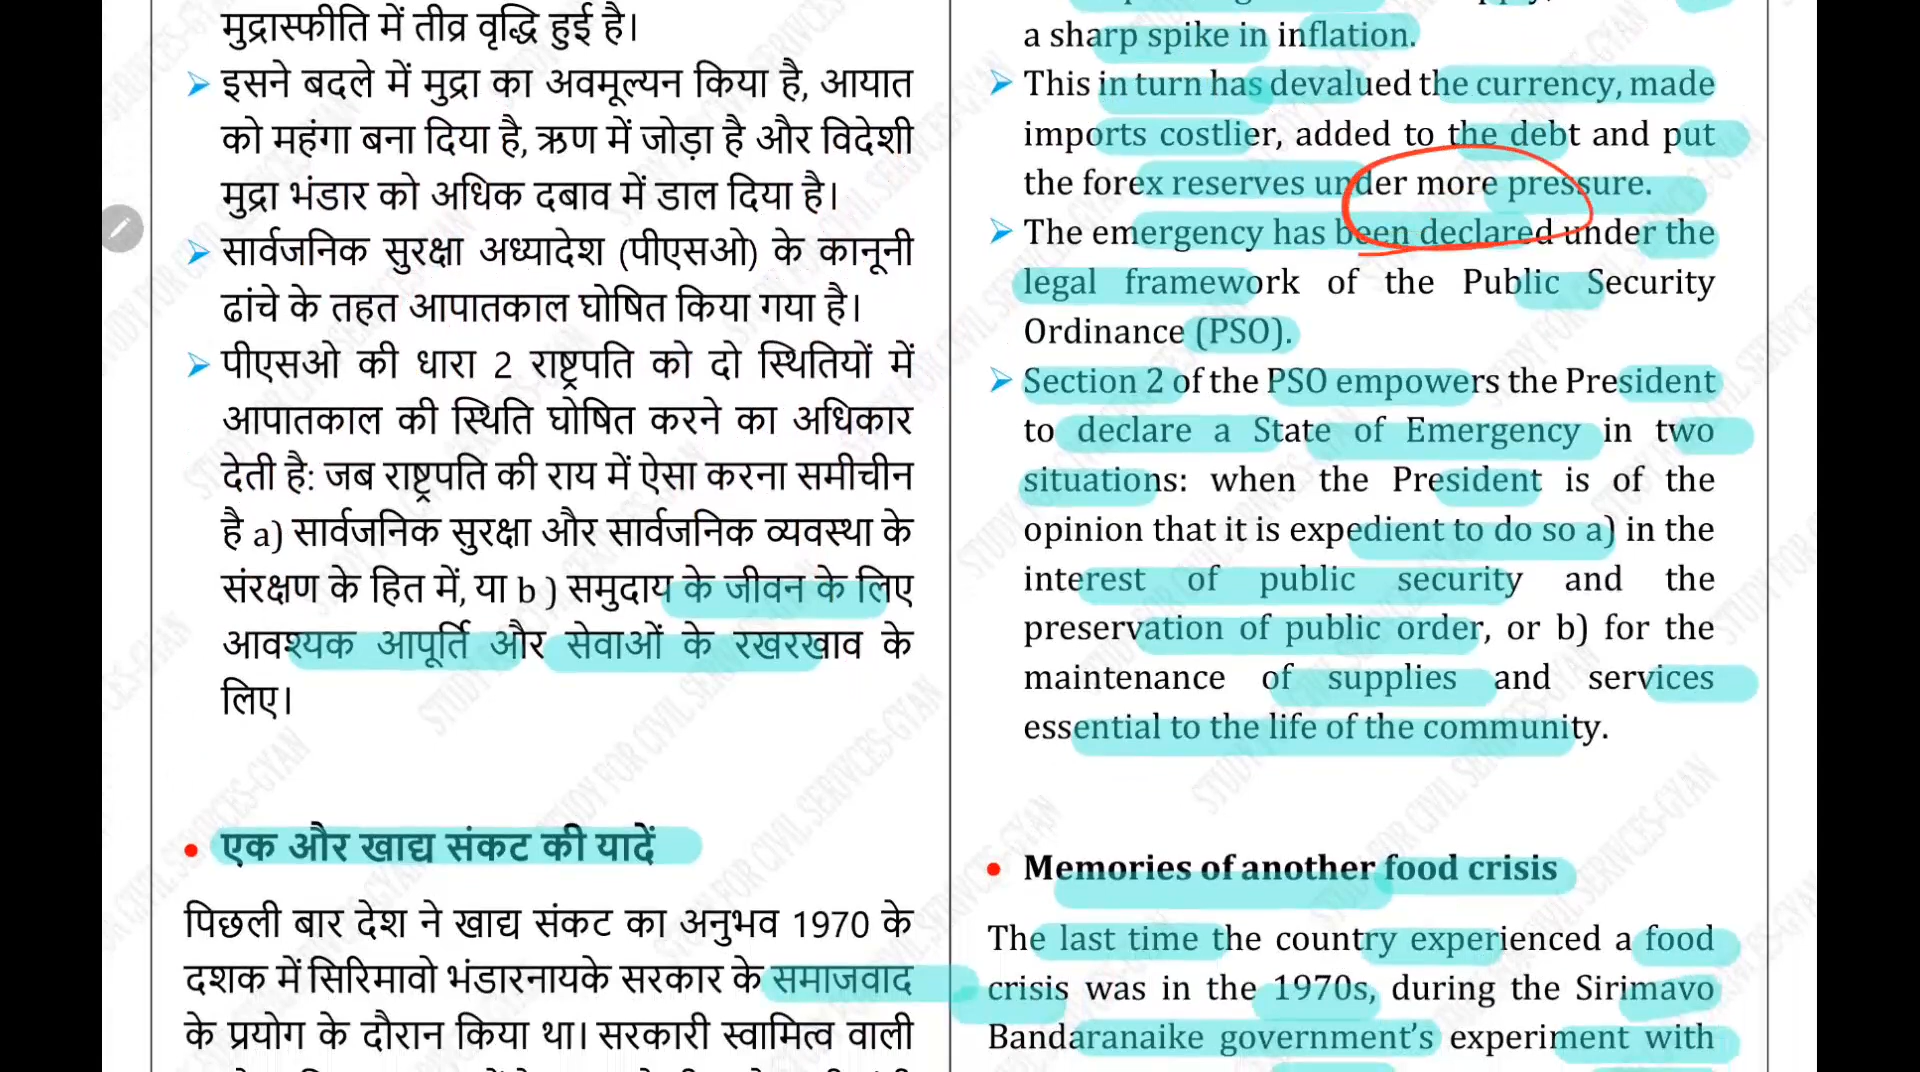 मुद्रास्फीति में तीव्र वृद्धि हुई है।
➢ इसने बदले में मुद्रा का अवमूल्यन किया है, आयात
को महंगा बना दिया है, ऋण में जोड़ा है और विदेशी
मुद्रा भंडार को अधिक दबाव में डाल दिया है।
➢ सार्वजनिक सुरक्षा अध्यादेश (पीएसओ) के कानूनी
ढांचे के तहत आपातकाल घोषित किया गया है।
➢ पीएसओ की धारा 2 राष्ट्रपति को दो स्थितियों में
आपातकाल की स्थिति घोषित करने का अधिकार
देती है: जब राष्ट्रपति की राय में ऐसा करना समीचीन
है a) सार्वजनिक सुरक्षा और सार्वजनिक व्यवस्था के
संरक्षण के हित में, या b ) समुदाय के जीवन के लिए
आवश्यक आपूर्ति और सेवाओं के रखरखाव के
लिए।
• एक और खाद्य संकट की यादें
पिछली बार देश ने खाद्य संकट का अनुभव 1970 के
दशक में सिरिमावो भंडारनायके सरकार के समाजवाद
के प्रयोग के दौरान किया था। सरकारी स्वामित्व वाली
a sharp spike in inflation.
➢ This in turn has devalued the currency, made
imports costlier, added to the debt and put
the forex reserves under more pressure.
➢ The emergency has been declared under the
legal framework of the Public Security
Ordinance (PSO).
➢ Section 2 of the PSO empowers the President
to declare a State of Emergency in two
situations: when the President is of the
opinion that it is expedient to do so a) in the
interest of public security and the
preservation of public order, or b) for the
maintenance of supplies and services
essential to the life of the community.
• Memories of another food crisis
The last time the country experienced a food
crisis was in the 1970s, during the Sirimavo
Bandaranaike government's experiment with